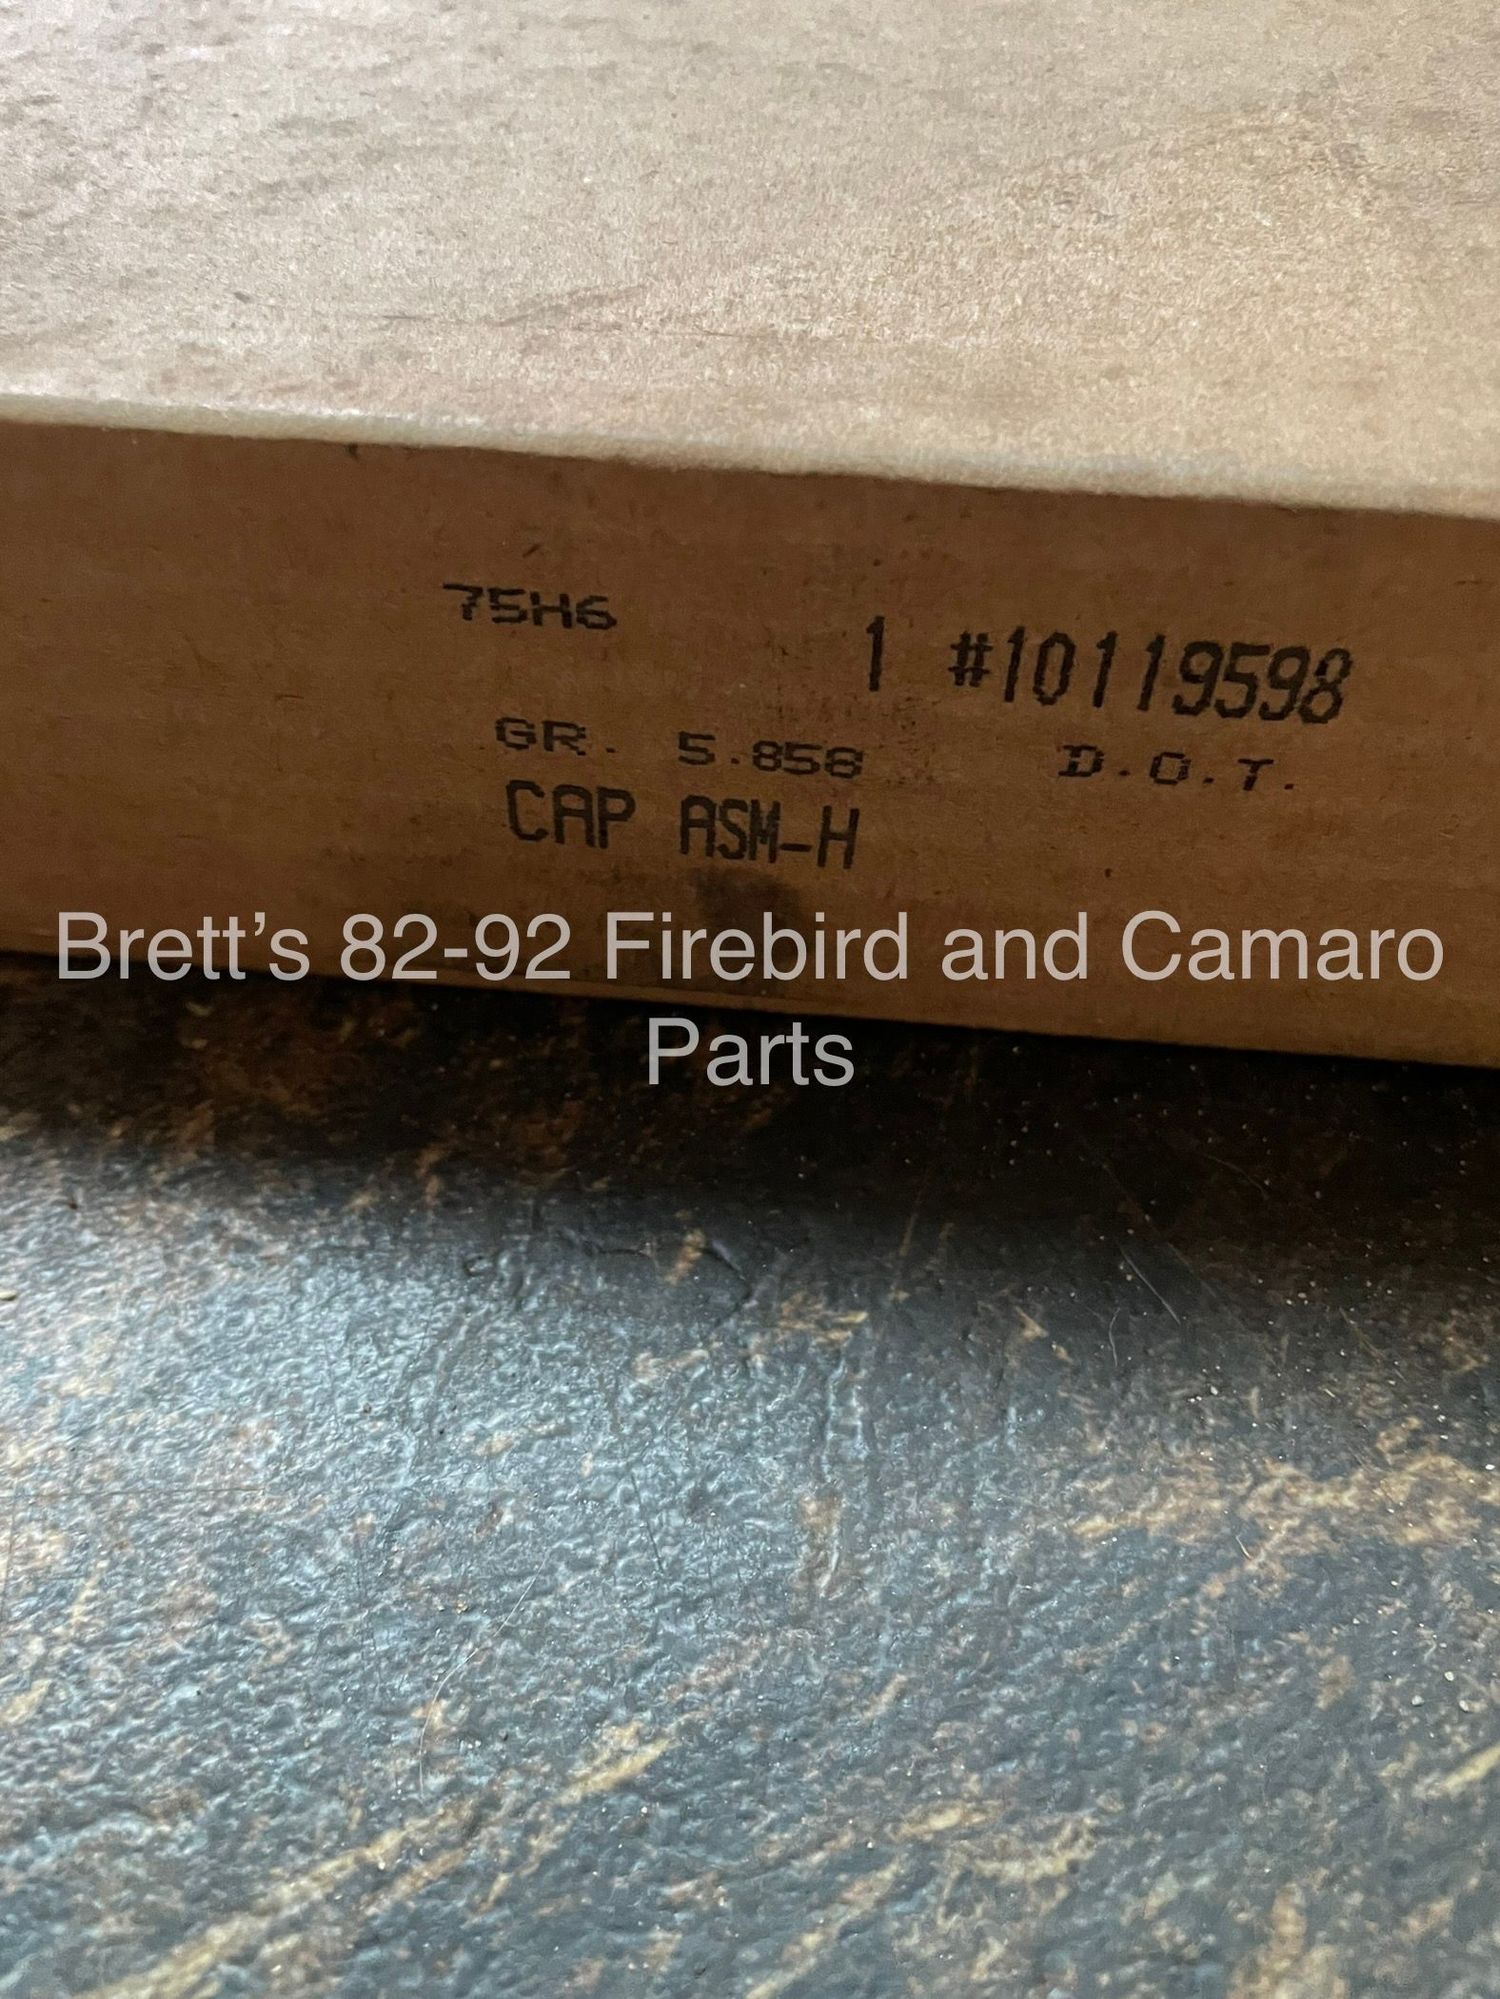 75H6
1 #10119598
GR. 5.858 D.O.T.
CAP ASM-H
Brett’s 82-92 Firebird and Camaro
Parts